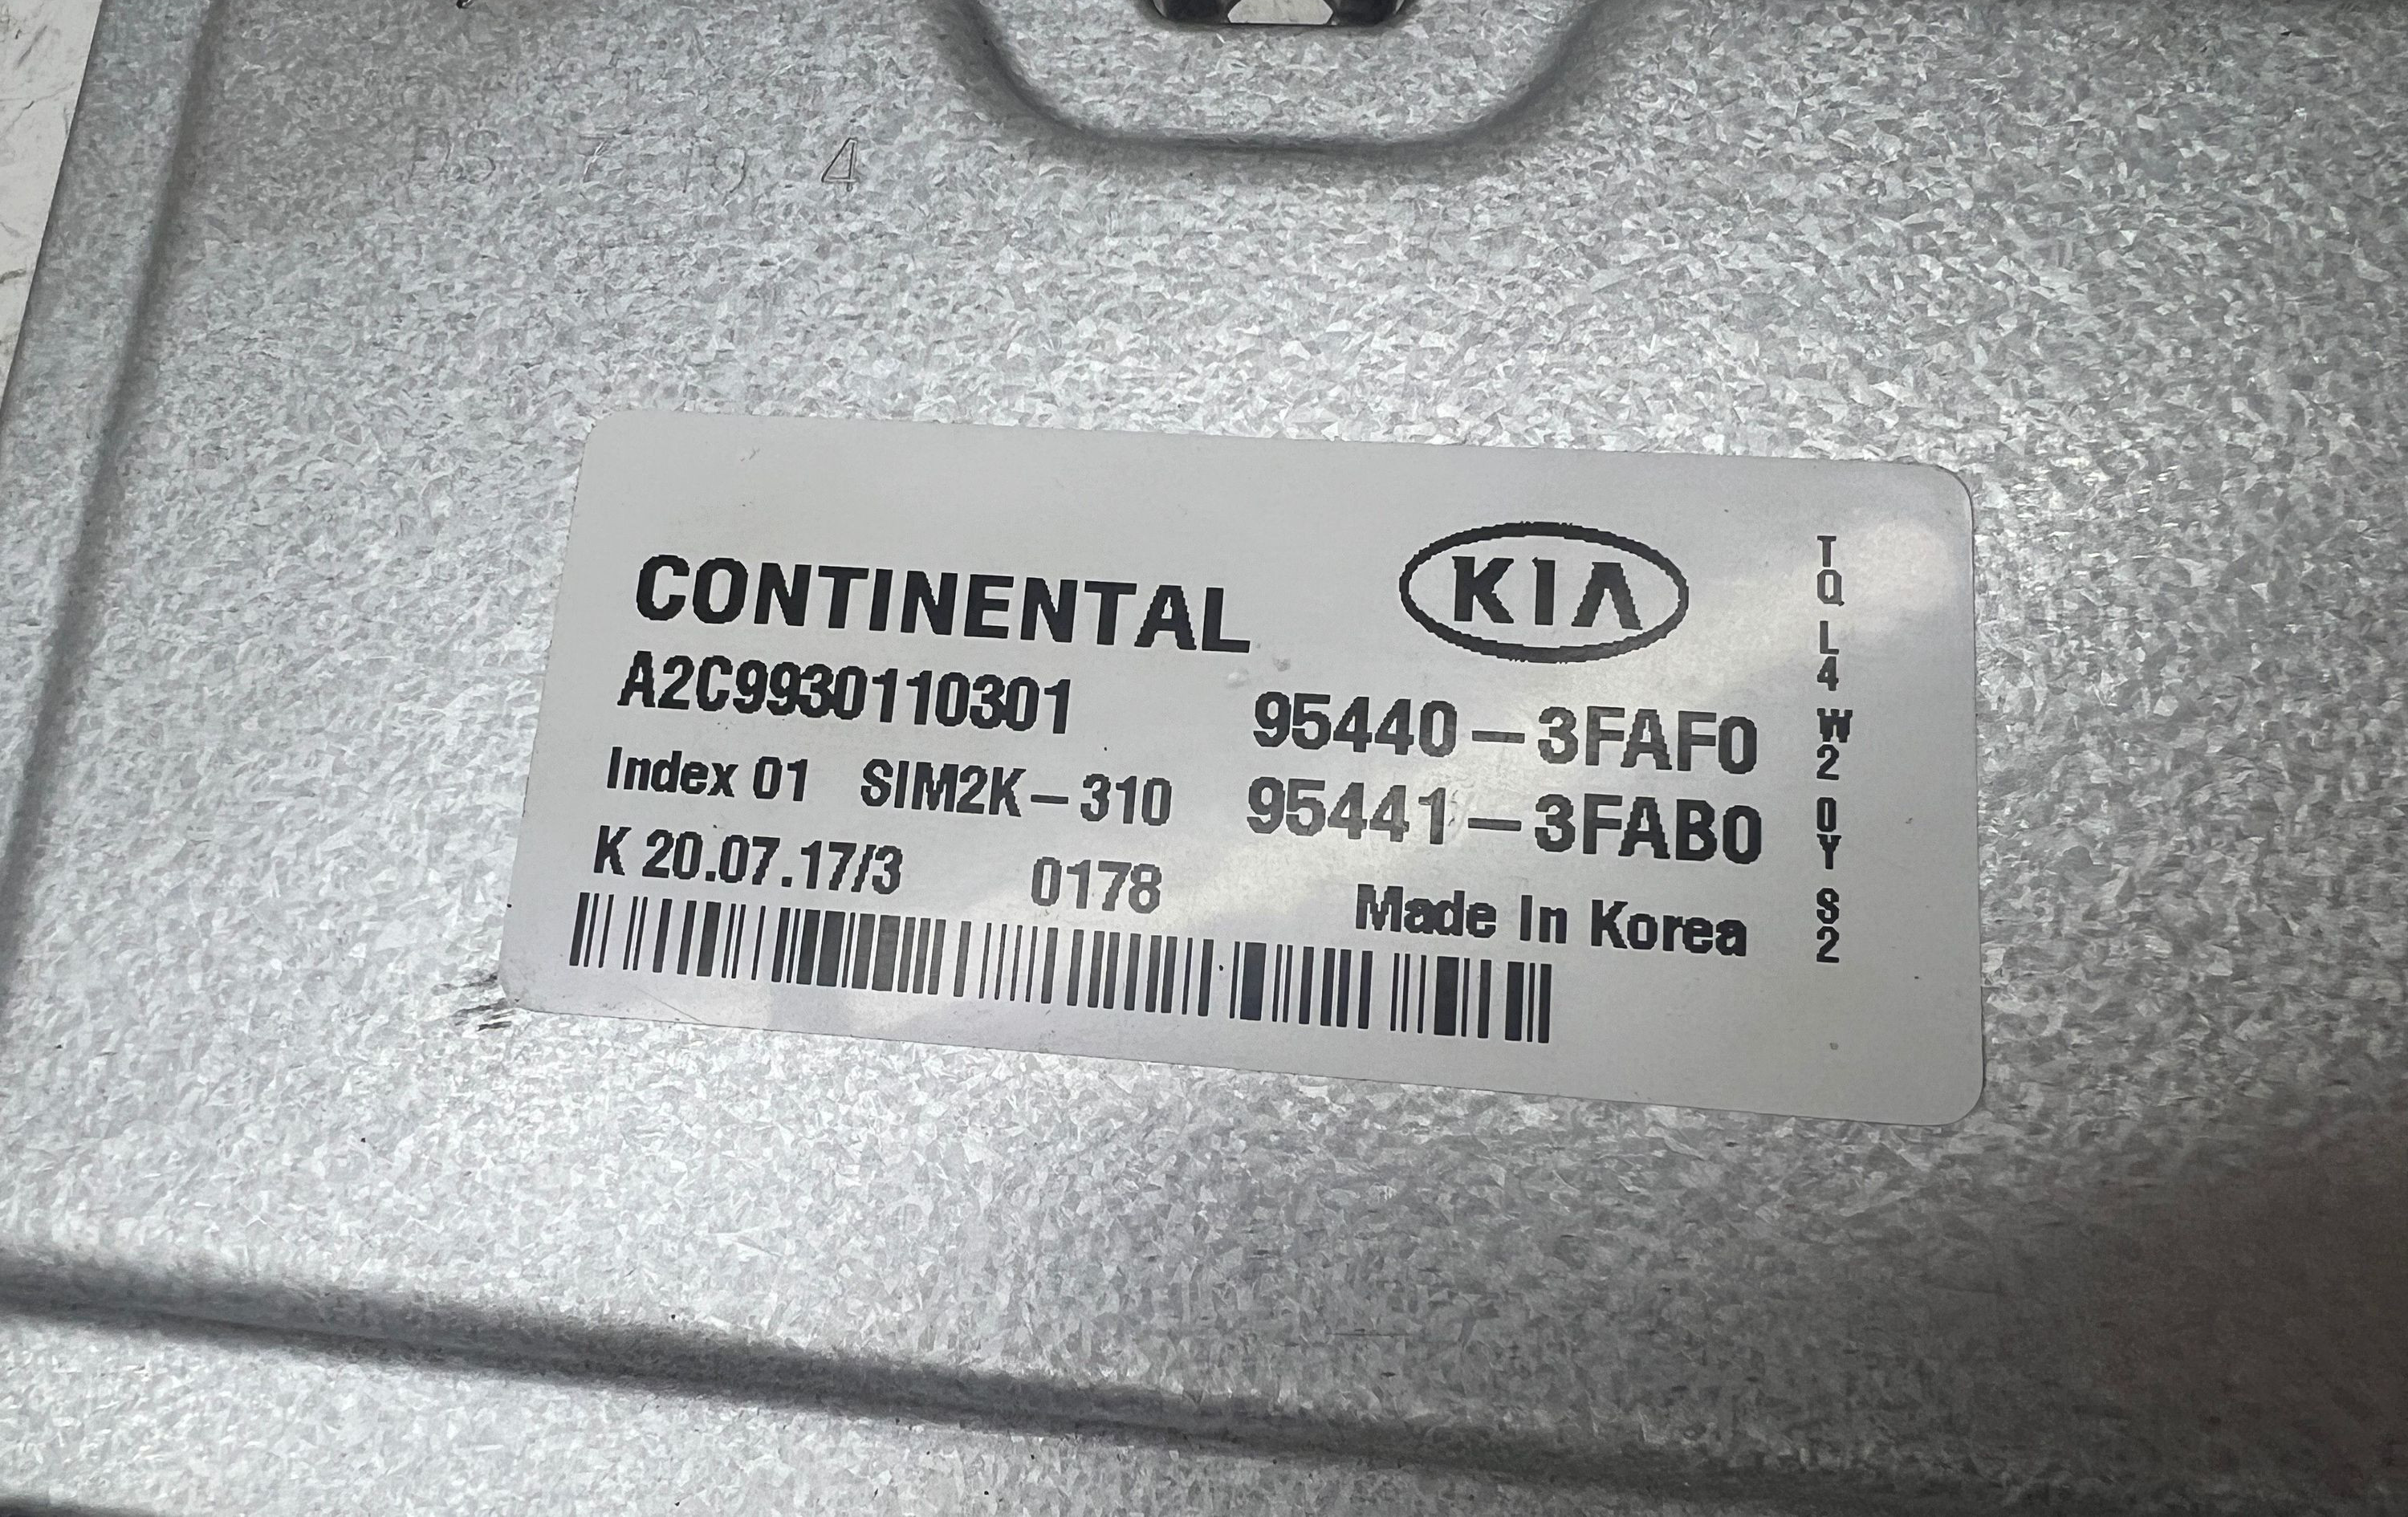 CONTINENTAL
KIA
A2C9930110301
95440-3FAF0
Index 01 SIM2K-310
95441-3FAB0
K 20.07.17/3 0178
Made In Korea
TQ L4 W2 0Y S2
4